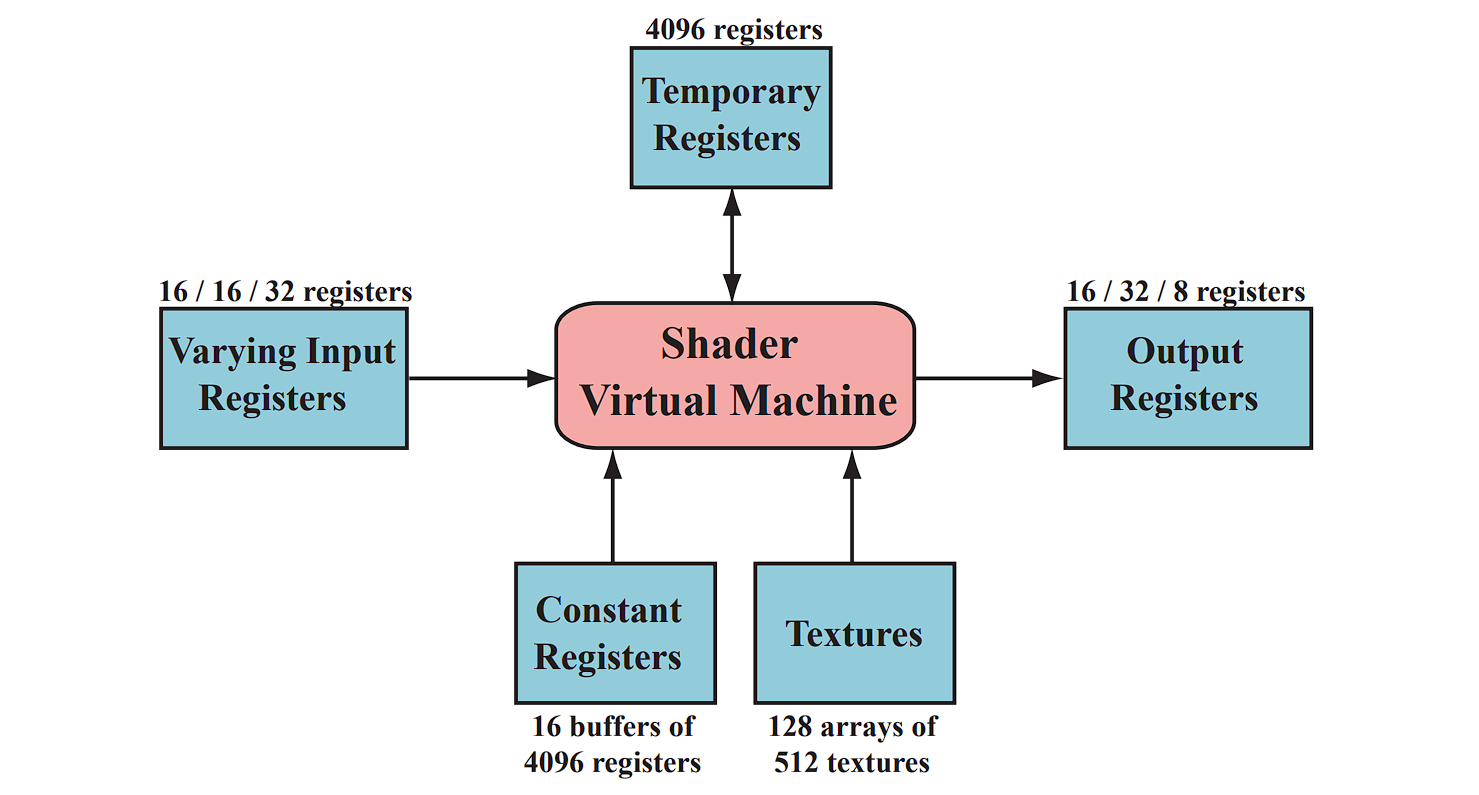 4096 registers
Temporary
Registers
16 / 16 / 32 registers
Varying Input
Registers
Shader
Virtual Machine
16 / 32 / 8 registers
Output
Registers
Constant
Registers
16 buffers of
4096 registers
Textures
128 arrays of
512 textures